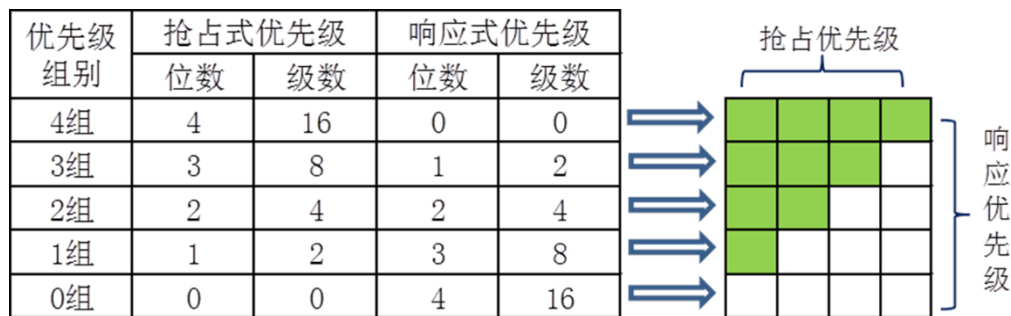 优先级组别 抢占式优先级 响应式优先级
位数 级数 位数 级数
4组 4 16 0 0
3组 3 8 1 2
2组 2 4 2 4
1组 1 2 3 8
0组 0 0 4 16
抢占优先级
响应优先级